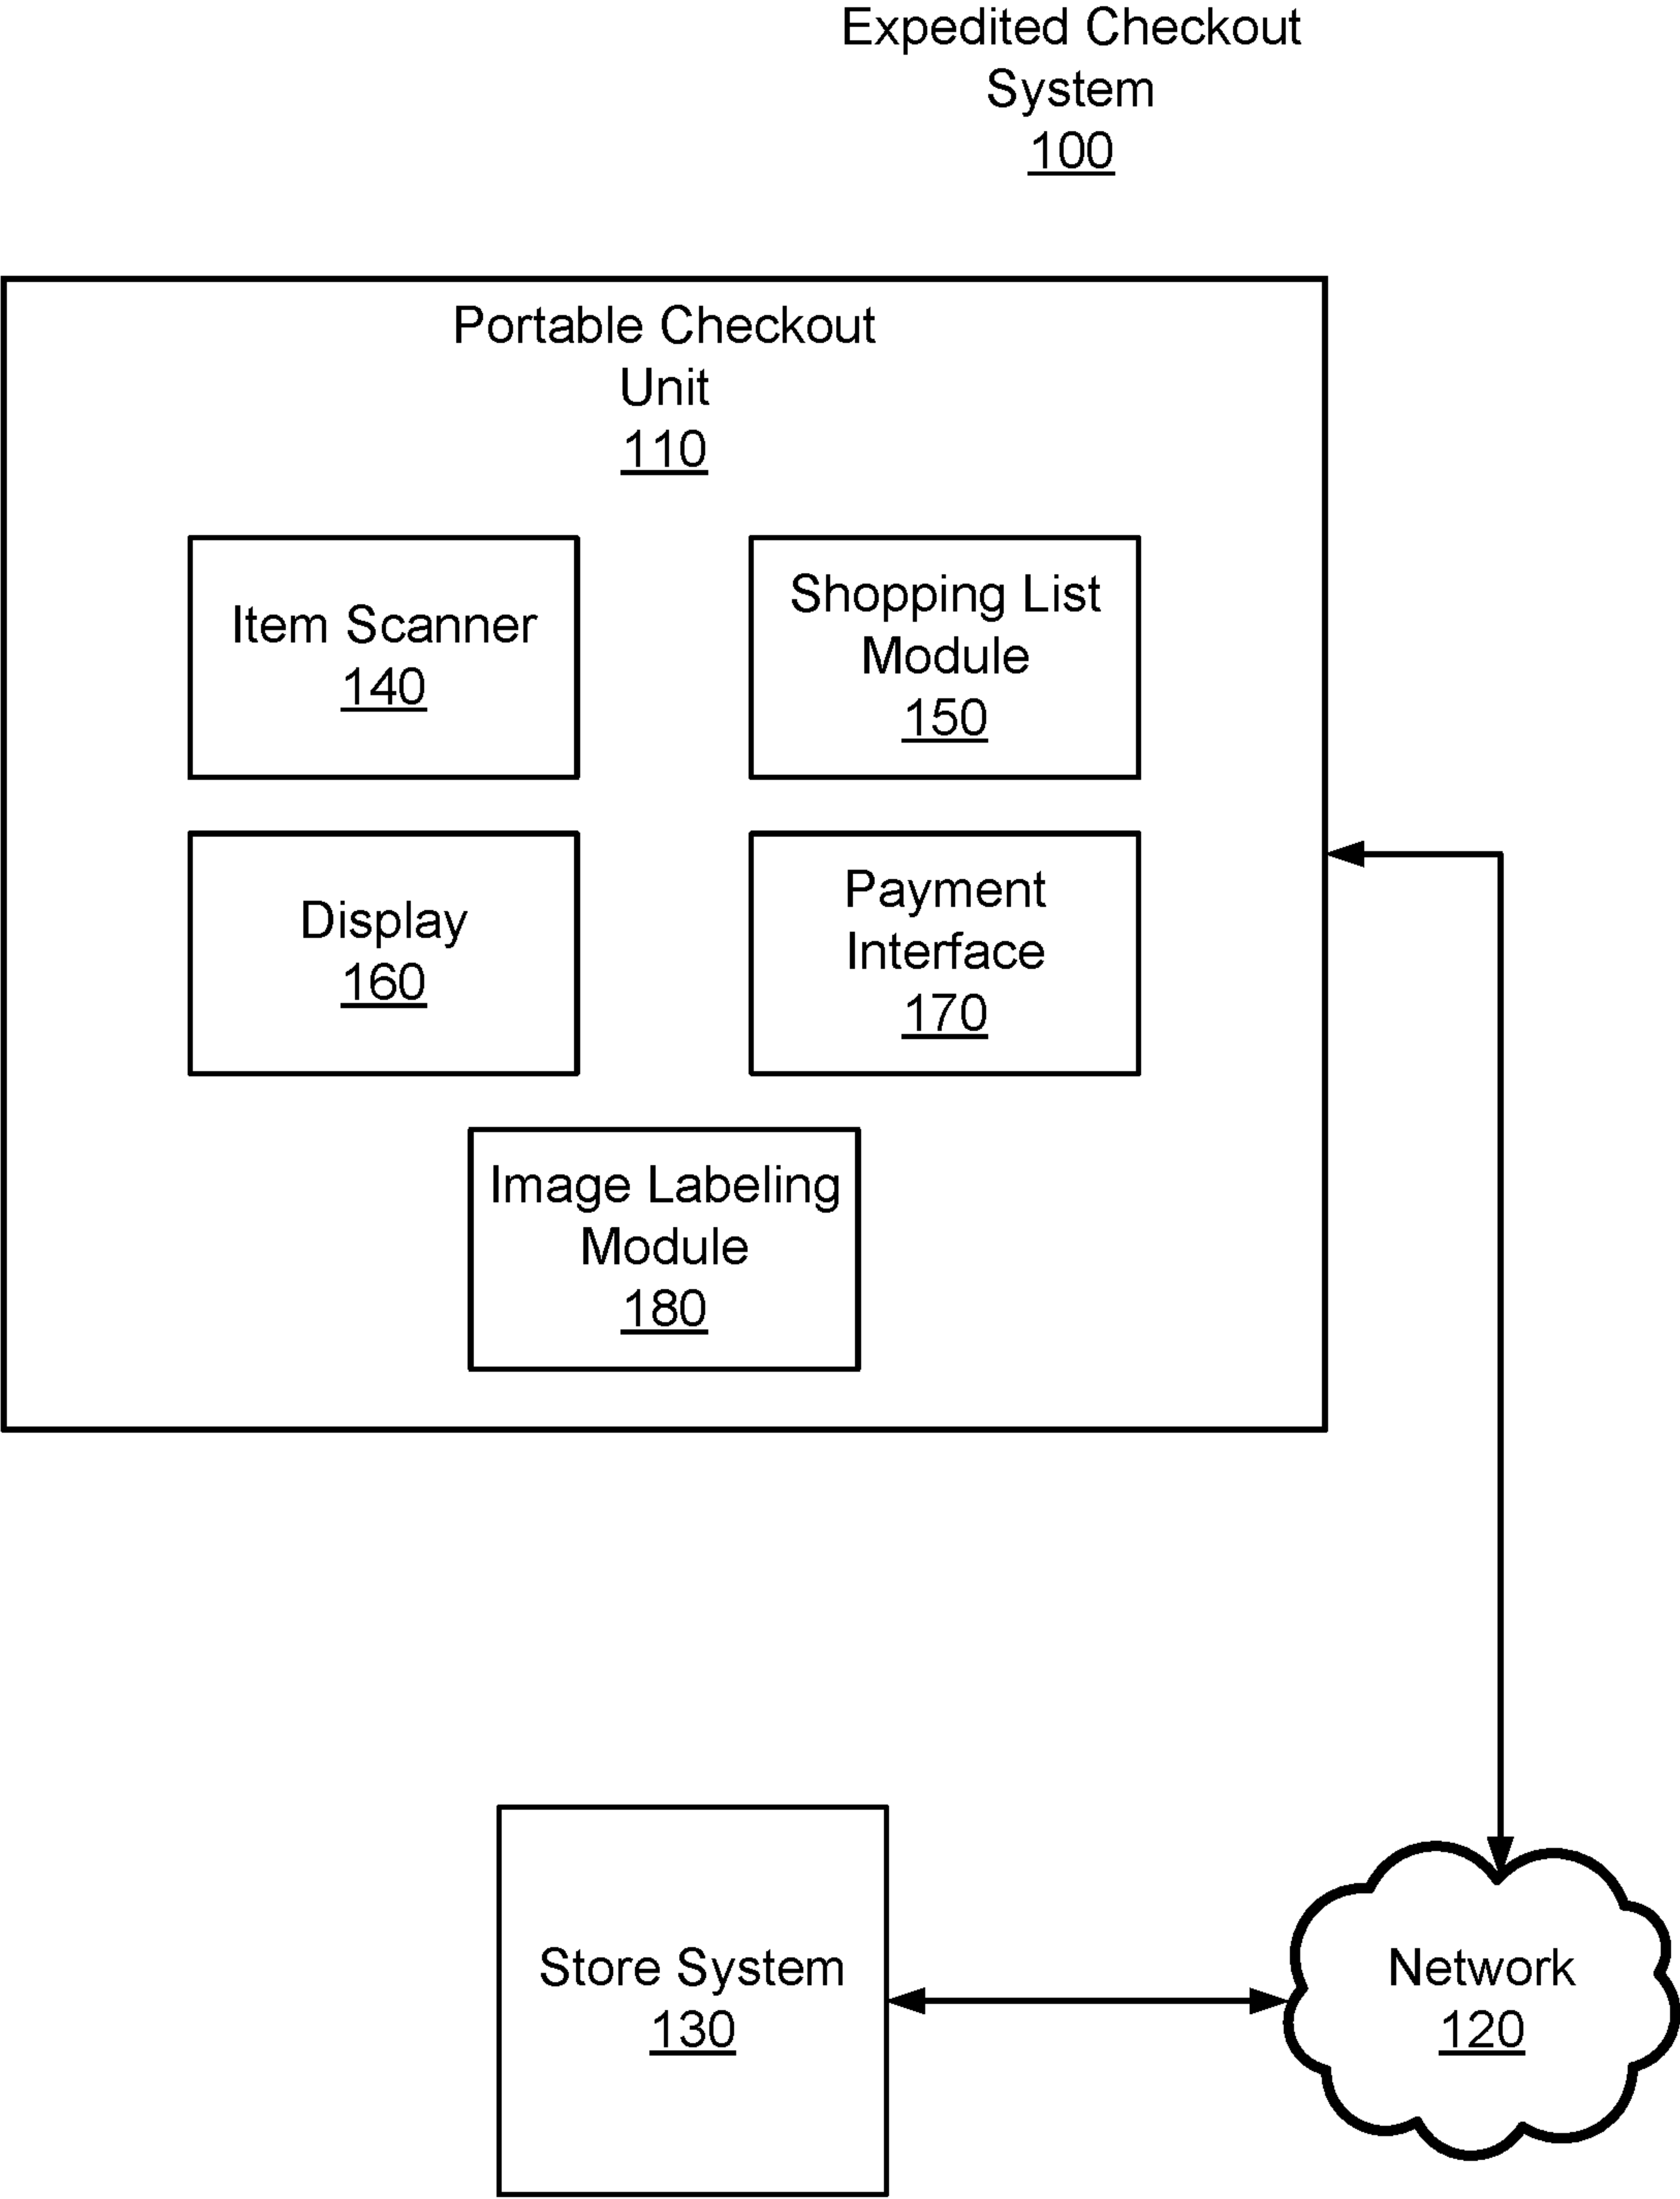 Expedited Checkout
System
100
Portable Checkout
Unit
110
Item Scanner
140
Shopping List
Module
150
Display
160
Payment
Interface
170
Image Labeling
Module
180
Store System
130
Network
120